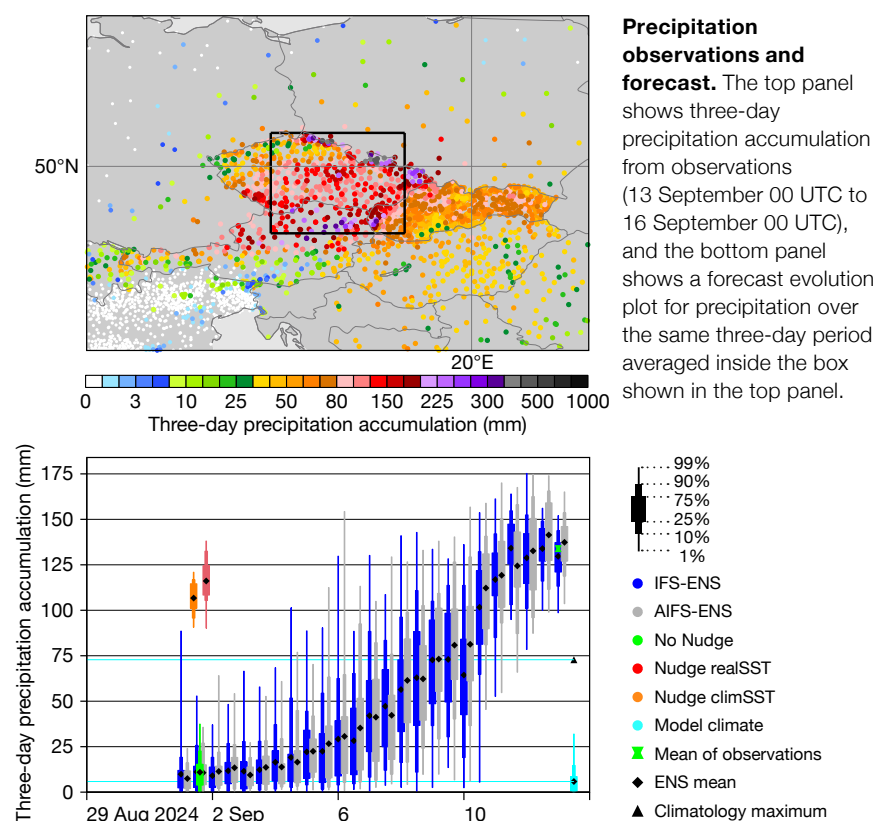 Precipitation
observations and
forecast. The top panel
shows three-day
precipitation accumulation
from observations
(13 September 00 UTC to
16 September 00 UTC),
and the bottom panel
shows a forecast evolution
plot for precipitation over
the same three-day period
averaged inside the box
shown in the top panel.
50°N
20°E
0 3 10 25 50 80 150 225 300 500 1000
Three-day precipitation accumulation (mm)
Three-day precipitation accumulation (mm)
175
150
125
100
75
50
25
0
29 Aug 2024 2 Sep 6 10
99%
90%
75%
25%
10%
1%
IFS-ENS
AIFS-ENS
No Nudge
Nudge realSST
Nudge climSST
Model climate
Mean of observations
ENS mean
Climatology maximum